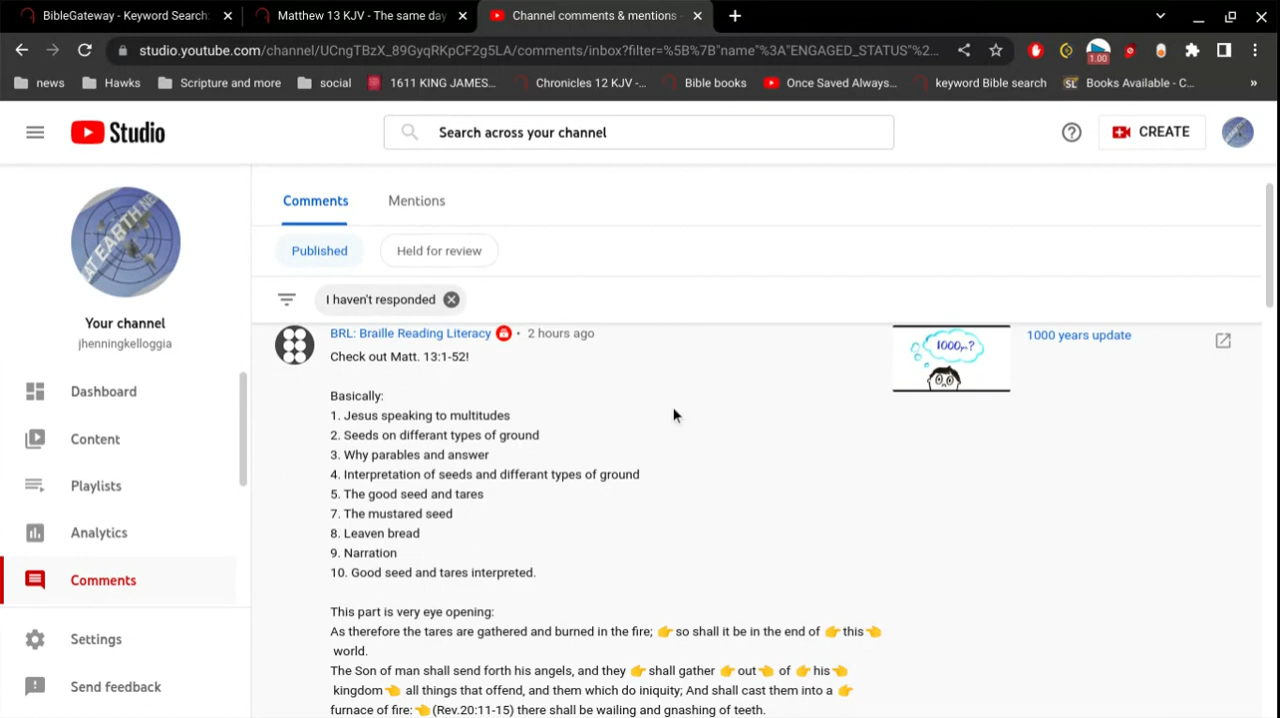 BibleGateway - Keyword Search:
Matthew 13 KJV - The same day
Channel comments & mentions -
studio.youtube.com/channel/UCngTBzX_89GyqRKpCF2g5LA/comments/inbox?filter=%5B%7B"name"%3A"ENGAGED_STATUS"%2...
1.00
news
Hawks
Scripture and more
social
1611 KING JAMES...
Chronicles 12 KJV -...
Bible books
Once Saved Always...
keyword Bible search
SL Books Available - C...
»
Studio
Search across your channel
CREATE
AT EARTH NE
Your channel
jhenningkelloggia
Dashboard
Content
Playlists
Analytics
Comments
Settings
Send feedback
Comments
Mentions
Published
Held for review
I haven't responded
BRL: Braille Reading Literacy • 2 hours ago
Check out Matt. 13:1-52!
Basically:
1. Jesus speaking to multitudes
2. Seeds on differant types of ground
3. Why parables and answer
4. Interpretation of seeds and differant types of ground
5. The good seed and tares
7. The mustared seed
8. Leaven bread
9. Narration
10. Good seed and tares interpreted.
This part is very eye opening:
As therefore the tares are gathered and burned in the fire; 👉 so shall it be in the end of 👉this👈
world.
The Son of man shall send forth his angels, and they 👉shall gather 👉out👈 of 👉his👈
kingdom👈 all things that offend, and them which do iniquity; And shall cast them into a 👉
furnace of fire: 👈(Rev.20:11-15) there shall be wailing and gnashing of teeth.
1000yrs?
1000 years update